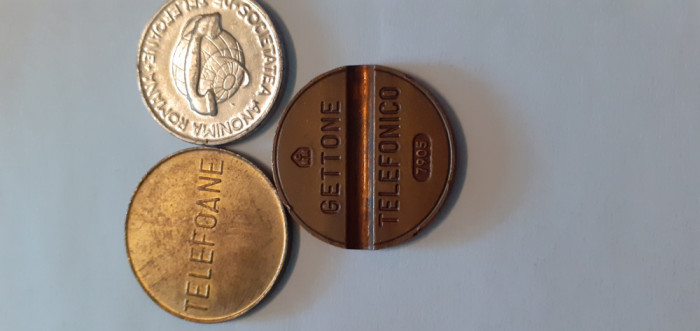 SOCIETATEA ANONIMA ROMANA DE TELEFOANE
TELEFOANE
GETTONE
TELEFONICO
7905